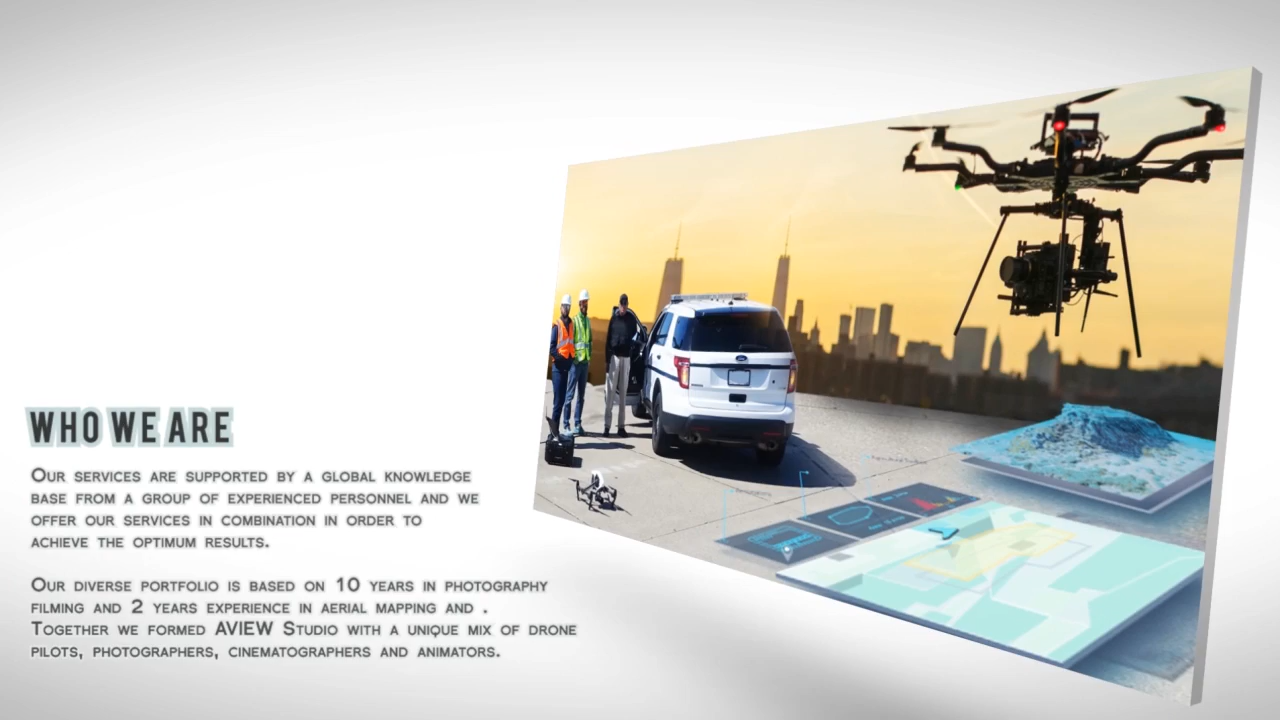 WHO WE ARE
Our services are supported by a global knowledge
base from a group of experienced personnel and we
offer our services in combination in order to
achieve the optimum results.
Our diverse portfolio is based on 10 years in photography
filming and 2 years experience in aerial mapping and .
Together we formed AVIEW Studio with a unique mix of drone
pilots, photographers, cinematographers and animators.